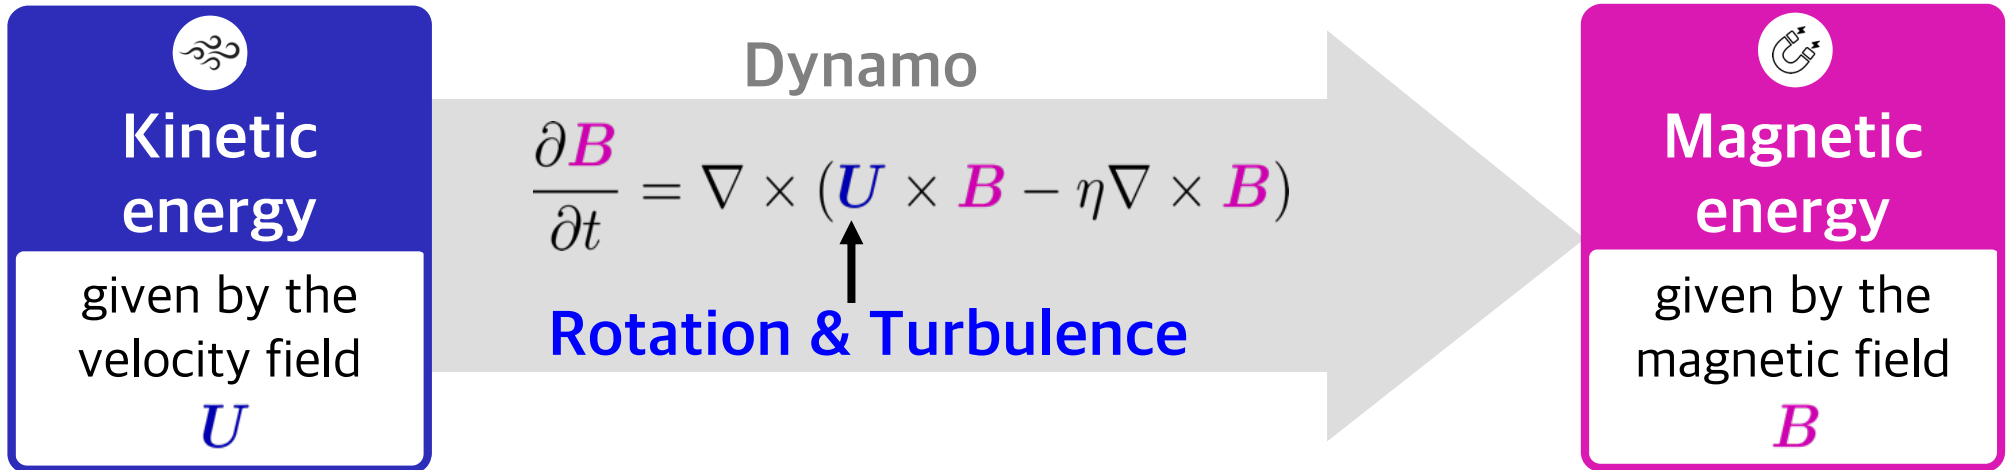 Kinetic
energy
given by the
velocity field
U
Dynamo
∂B/∂t = ∇ × (U × B − η∇ × B)
Rotation & Turbulence
Magnetic
energy
given by the
magnetic field
B